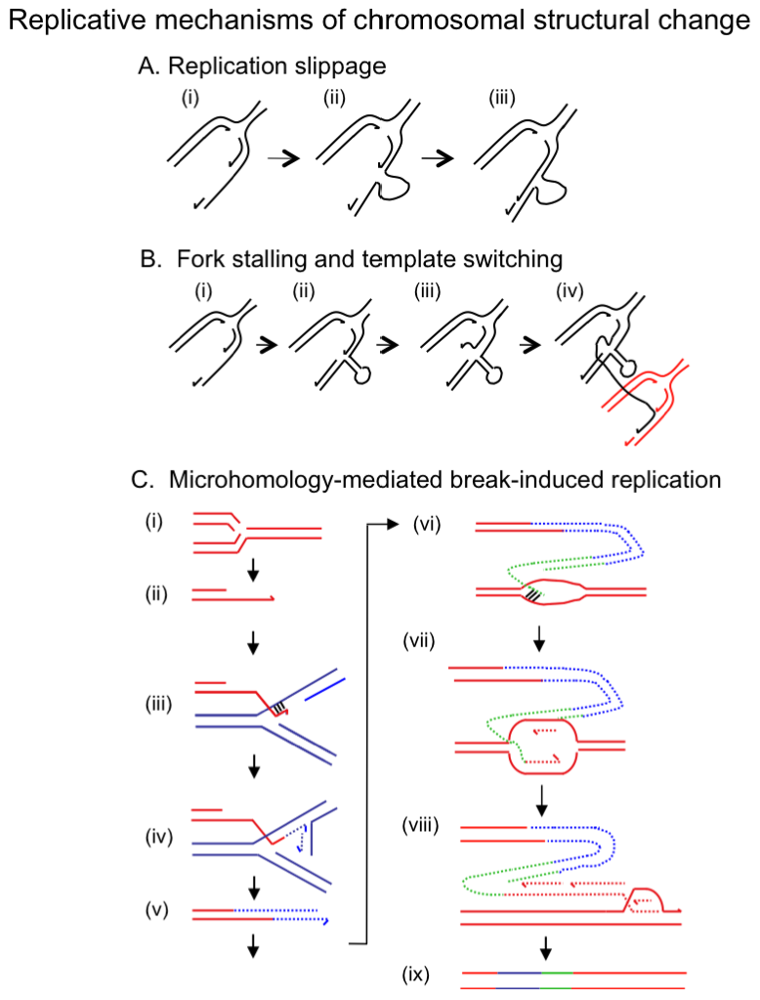 Replicative mechanisms of chromosomal structural change
A. Replication slippage
(i) (ii) (iii)
B. Fork stalling and template switching
(i) (ii) (iii) (iv)
C. Microhomology-mediated break-induced replication
(i)
(ii)
(iii)
(iv)
(v)
(vi)
(vii)
(viii)
(ix)